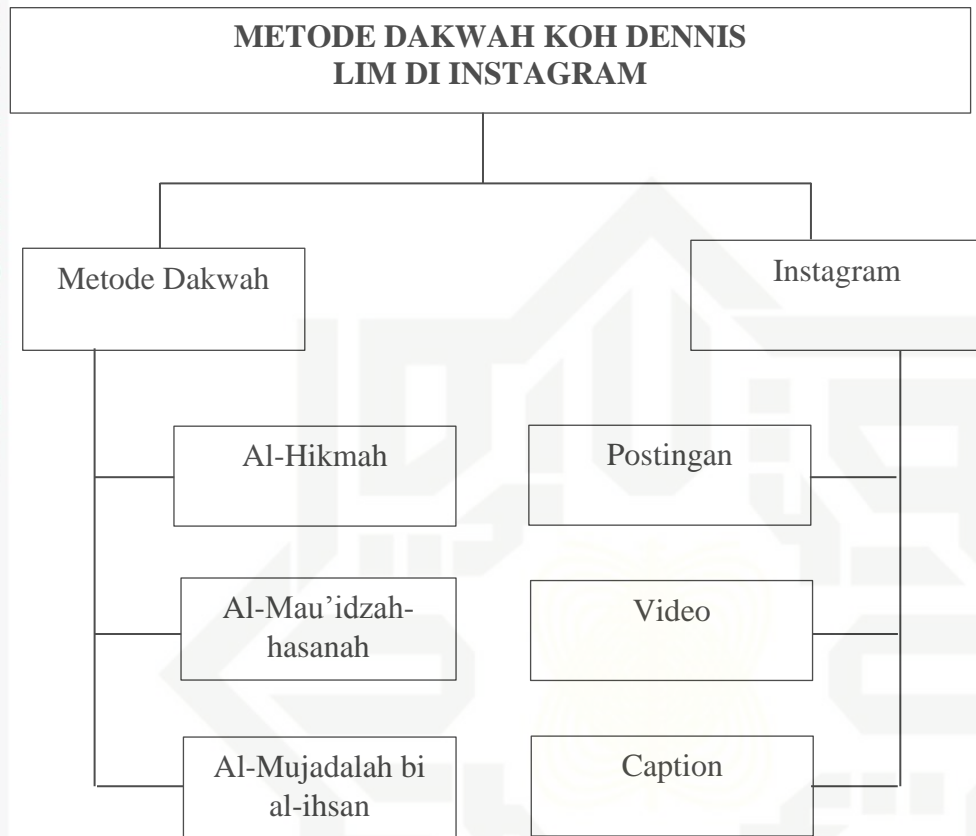 METODE DAKWAH KOH DENNIS
LIM DI INSTAGRAM
Metode Dakwah
Instagram
Al-Hikmah
Postingan
Al-Mau’idzah-
hasanah
Video
Al-Mujadalah bi
al-ihsan
Caption